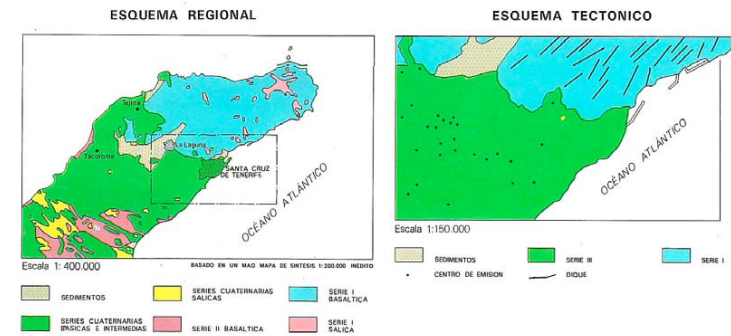 ESQUEMA REGIONAL
Tejina
Tacoronte
La Laguna
SANTA CRUZ
DE TENERIFE
OCÉANO ATLÁNTICO
Escala 1: 400.000
BASADO EN UN MAO MAPA DE SINTESIS 1:200.000 INEDITO
SEDIMENTOS
SERIES CUATERNARIAS
SALICAS
SERIE I
BASALTICA
SERIES CUATERNARIAS
BASICAS E INTERMEDIAS
SERIE II BASALTICA
SERIE I
SALICA
ESQUEMA TECTONICO
OCÉANO ATLÁNTICO
Escala 1:150.000
SEDIMENTOS
SERIE III
SERIE I
CENTRO DE EMISION
DIQUE